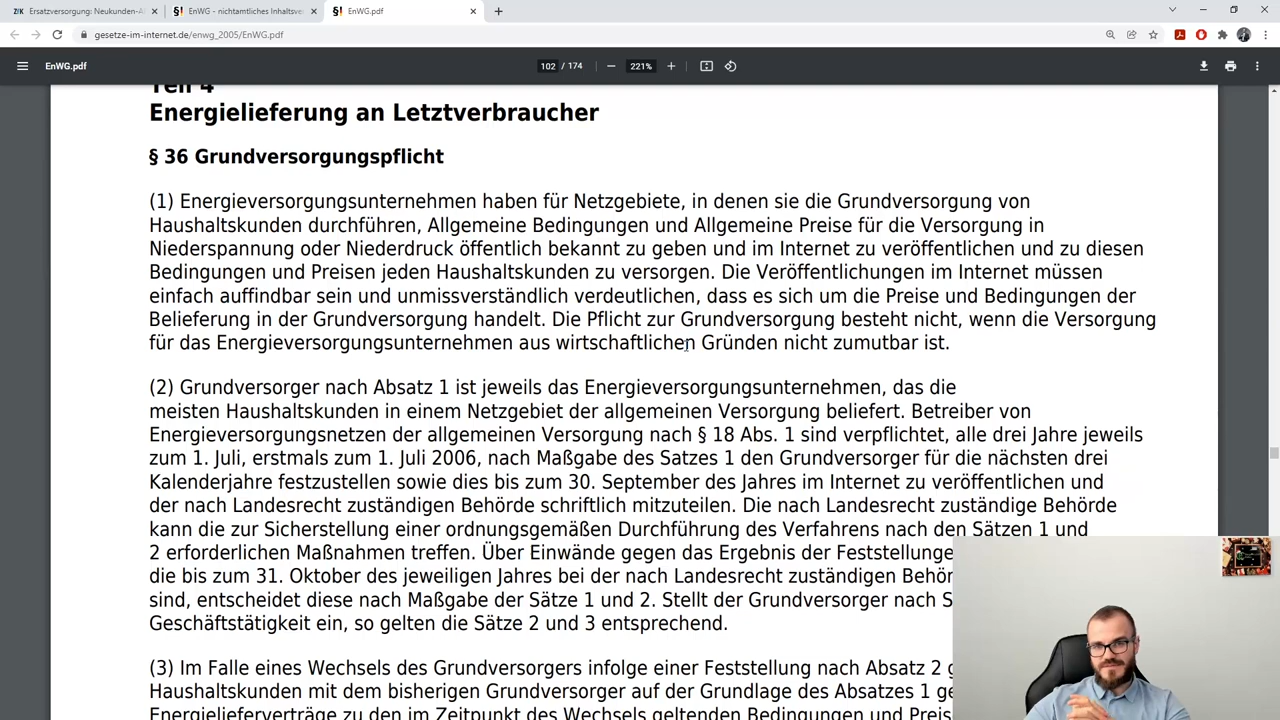 Ersatzversorgung: Neukunden-A
EnWG - nichtamtliches Inhaltsve
EnWG.pdf
gesetze-im-internet.de/enwg_2005/EnWG.pdf
EnWG.pdf
102 / 174
221%
Teil 4
Energielieferung an Letztverbraucher
§ 36 Grundversorgungspflicht
(1) Energieversorgungsunternehmen haben für Netzgebiete, in denen sie die Grundversorgung von
Haushaltskunden durchführen, Allgemeine Bedingungen und Allgemeine Preise für die Versorgung in
Niederspannung oder Niederdruck öffentlich bekannt zu geben und im Internet zu veröffentlichen und zu diesen
Bedingungen und Preisen jeden Haushaltskunden zu versorgen. Die Veröffentlichungen im Internet müssen
einfach auffindbar sein und unmissverständlich verdeutlichen, dass es sich um die Preise und Bedingungen der
Belieferung in der Grundversorgung handelt. Die Pflicht zur Grundversorgung besteht nicht, wenn die Versorgung
für das Energieversorgungsunternehmen aus wirtschaftlichen Gründen nicht zumutbar ist.
(2) Grundversorger nach Absatz 1 ist jeweils das Energieversorgungsunternehmen, das die
meisten Haushaltskunden in einem Netzgebiet der allgemeinen Versorgung beliefert. Betreiber von
Energieversorgungsnetzen der allgemeinen Versorgung nach § 18 Abs. 1 sind verpflichtet, alle drei Jahre jeweils
zum 1. Juli, erstmals zum 1. Juli 2006, nach Maßgabe des Satzes 1 den Grundversorger für die nächsten drei
Kalenderjahre festzustellen sowie dies bis zum 30. September des Jahres im Internet zu veröffentlichen und
der nach Landesrecht zuständigen Behörde schriftlich mitzuteilen. Die nach Landesrecht zuständige Behörde
kann die zur Sicherstellung einer ordnungsgemäßen Durchführung des Verfahrens nach den Sätzen 1 und
2 erforderlichen Maßnahmen treffen. Über Einwände gegen das Ergebnis der Feststellunge
die bis zum 31. Oktober des jeweiligen Jahres bei der nach Landesrecht zuständigen Behör
sind, entscheidet diese nach Maßgabe der Sätze 1 und 2. Stellt der Grundversorger nach S
Geschäftstätigkeit ein, so gelten die Sätze 2 und 3 entsprechend.
(3) Im Falle eines Wechsels des Grundversorgers infolge einer Feststellung nach Absatz 2 g
Haushaltskunden mit dem bisherigen Grundversorger auf der Grundlage des Absatzes 1 ge
Energielieferverträge zu den im Zeitpunkt des Wechsels geltenden Bedingungen und Preise